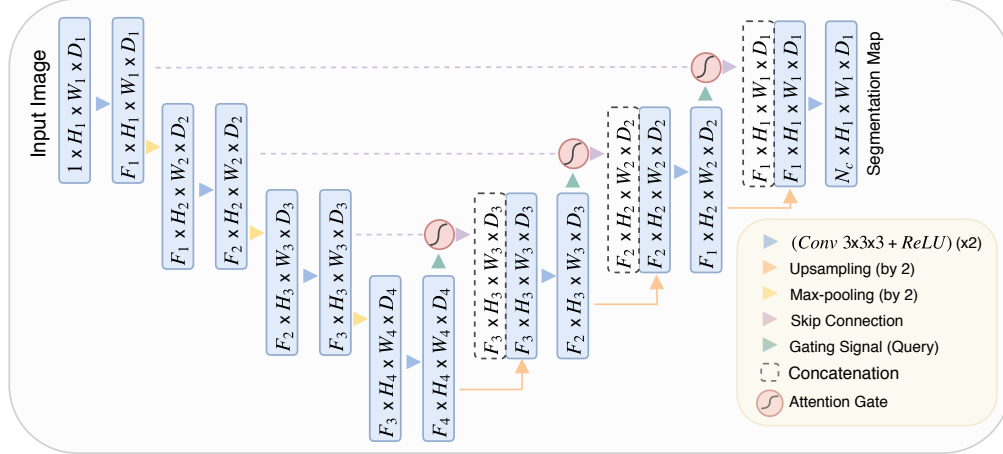 Input Image
1 x H₁ x W₁ x D₁
F₁ x H₁ x W₁ x D₁
F₁ x H₂ x W₂ x D₂
F₂ x H₂ x W₂ x D₂
F₂ x H₃ x W₃ x D₃
F₃ x H₃ x W₃ x D₃
F₃ x H₄ x W₄ x D₄
F₄ x H₄ x W₄ x D₄
F₃ x H₃ x W₃ x D₃
F₃ x H₃ x W₃ x D₃
F₂ x H₃ x W₃ x D₃
F₂ x H₂ x W₂ x D₂
F₂ x H₂ x W₂ x D₂
F₁ x H₂ x W₂ x D₂
F₁ x H₁ x W₁ x D₁
F₁ x H₁ x W₁ x D₁
N_c x H₁ x W₁ x D₁
Segmentation Map
(Conv 3x3x3 + ReLU) (x2)
Upsampling (by 2)
Max-pooling (by 2)
Skip Connection
Gating Signal (Query)
Concatenation
Attention Gate